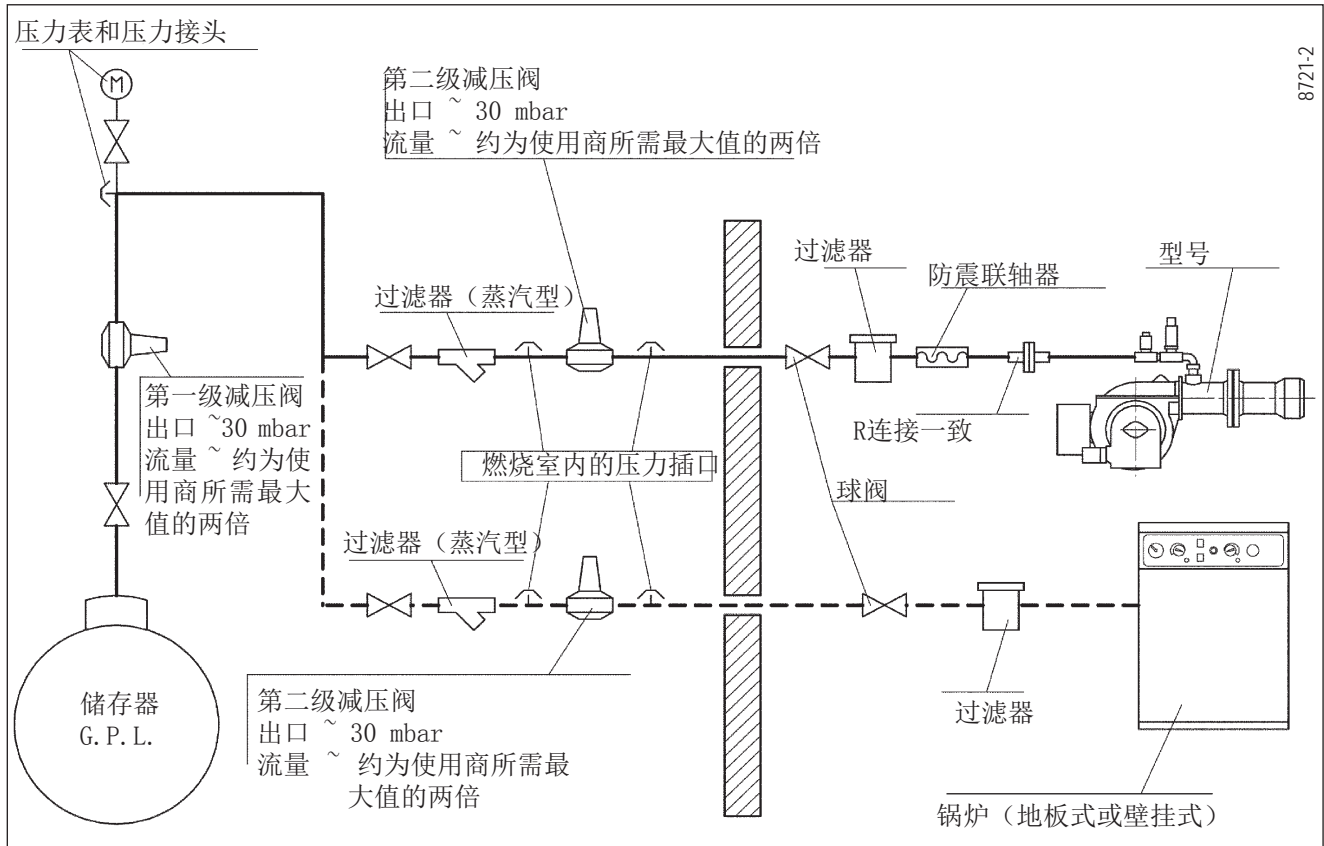 压力表和压力接头
M
8721-2
第二级减压阀
出口 ~ 30 mbar
流量 ~ 约为使用商所需最大值的两倍
过滤器
防震联轴器
型号
过滤器（蒸汽型）
第一级减压阀
出口 ~30 mbar
流量 ~ 约为使
用商所需最大
值的两倍
R连接一致
燃烧室内的压力插口
球阀
过滤器（蒸汽型）
储存器
G.P.L.
第二级减压阀
出口 ~ 30 mbar
流量 ~ 约为使用商所需最
大值的两倍
过滤器
锅炉（地板式或壁挂式）